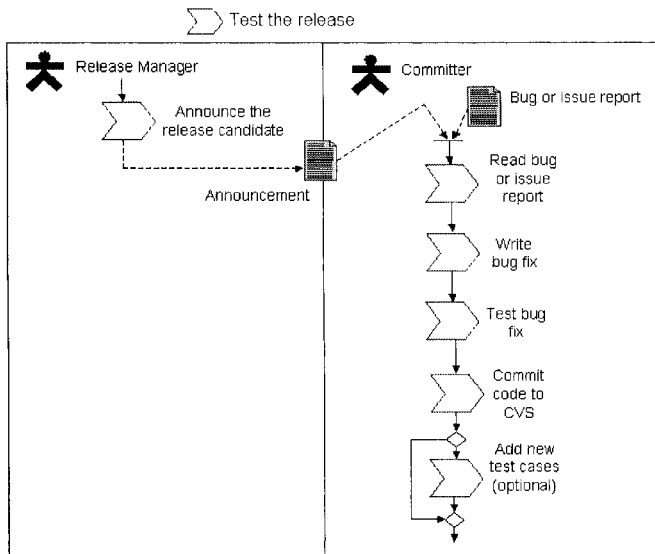 Test the release
Release Manager
Announce the
release candidate
Announcement
Committer
Bug or issue report
Read bug
or issue
report
Write
bug fix
Test bug
fix
Commit
code to
CVS
Add new
test cases
(optional)